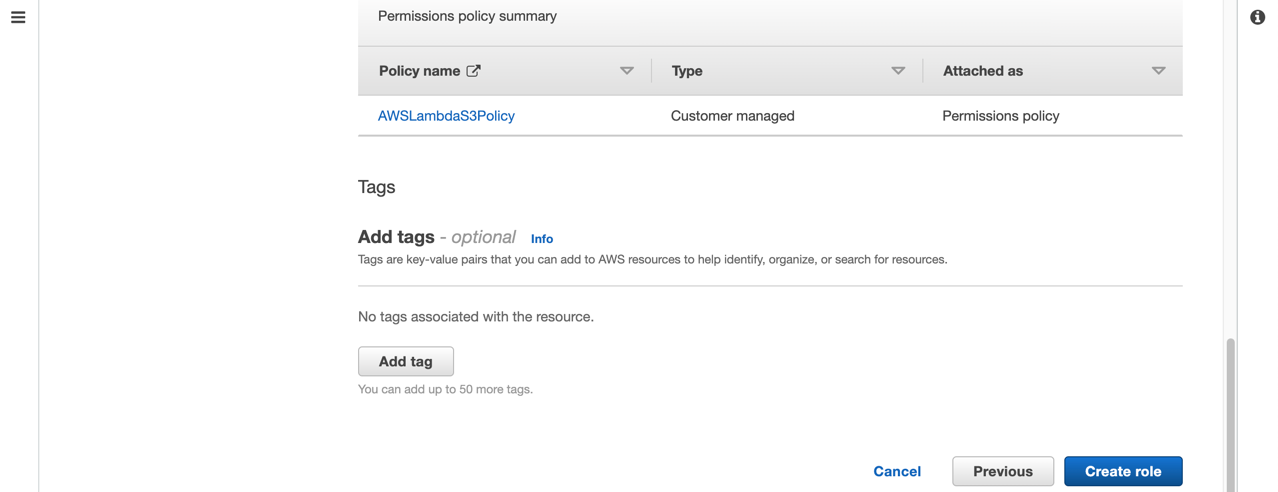 Permissions policy summary
Policy name Type Attached as
AWSLambdaS3Policy Customer managed Permissions policy
Tags
Add tags - optional Info
Tags are key-value pairs that you can add to AWS resources to help identify, organize, or search for resources.
No tags associated with the resource.
Add tag
You can add up to 50 more tags.
Cancel Previous Create role